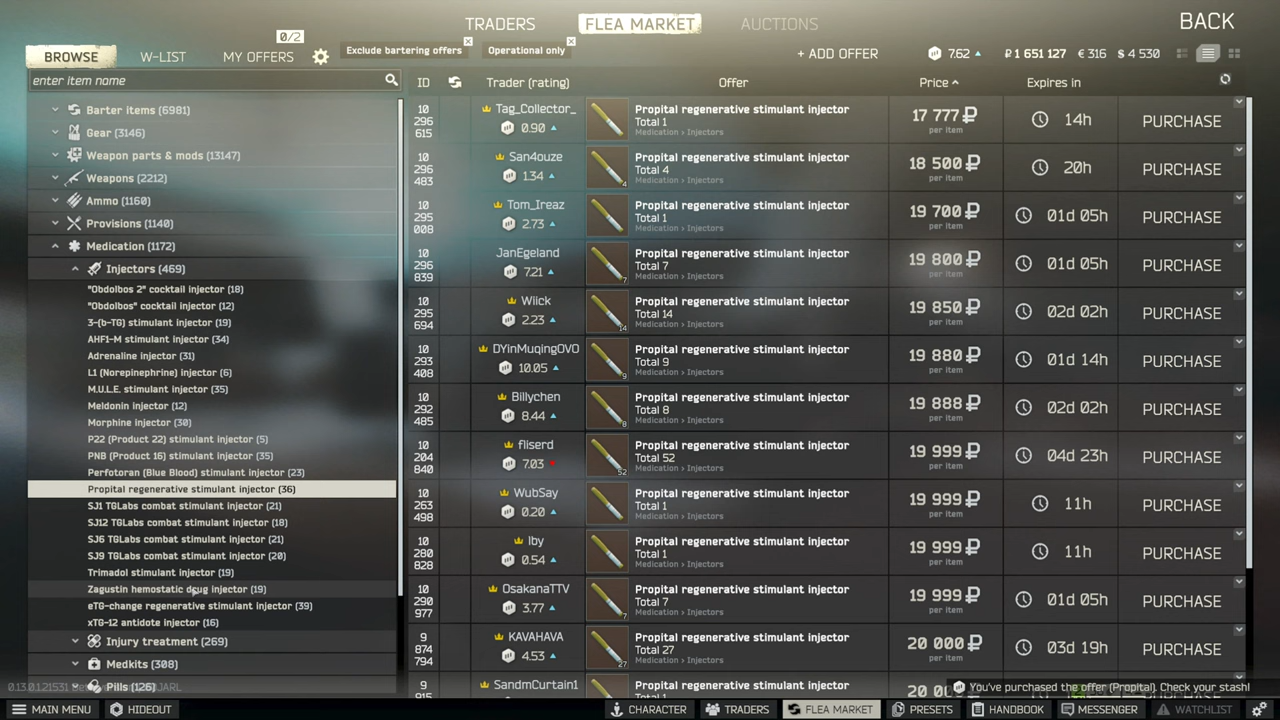 TRADERS
FLEA MARKET
AUCTIONS
BACK
0/2
BROWSE
W-LIST
MY OFFERS
Exclude bartering offers
Operational only
+ ADD OFFER
7.62
₽ 1 651 127
€ 316
$ 4 530
enter item name
ID
Trader (rating)
Offer
Price
Expires in
Barter items (6981)
Gear (3146)
Weapon parts & mods (13147)
Weapons (2212)
Ammo (1160)
Provisions (1140)
Medication (1172)
Injectors (469)
"Obdolbos 2" cocktail injector (18)
"Obdolbos" cocktail injector (12)
3-(b-TG) stimulant injector (19)
AHF1-M stimulant injector (34)
Adrenaline injector (31)
L1 (Norepinephrine) injector (6)
M.U.L.E. stimulant injector (35)
Meldonin injector (12)
Morphine injector (30)
P22 (Product 22) stimulant injector (5)
PNB (Product 16) stimulant injector (35)
Perfotoran (Blue Blood) stimulant injector (23)
Propital regenerative stimulant injector (36)
SJ1 TGLabs combat stimulant injector (21)
SJ12 TGLabs combat stimulant injector (18)
SJ6 TGLabs combat stimulant injector (21)
SJ9 TGLabs combat stimulant injector (20)
Trimadol stimulant injector (19)
Zagustin hemostatic drug injector (19)
eTG-change regenerative stimulant injector (39)
xTG-12 antidote injector (16)
Injury treatment (269)
Medkits (308)
Pills (126)
10 296 615
Tag_Collector_
0.90
Propital regenerative stimulant injector
Total 1
Medication > Injectors
17 777 ₽
per item
14h
PURCHASE
10 296 483
San4ouze
1.34
4
Propital regenerative stimulant injector
Total 4
Medication > Injectors
18 500 ₽
per item
20h
PURCHASE
10 295 008
Tom_Ireaz
2.73
Propital regenerative stimulant injector
Total 1
Medication > Injectors
19 700 ₽
per item
01d 05h
PURCHASE
10 296 839
JanEgeland
7.21
7
Propital regenerative stimulant injector
Total 7
Medication > Injectors
19 800 ₽
per item
01d 05h
PURCHASE
10 295 694
Wiick
2.23
14
Propital regenerative stimulant injector
Total 14
Medication > Injectors
19 850 ₽
per item
02d 02h
PURCHASE
10 293 408
DYinMuqingOVO
10.05
9
Propital regenerative stimulant injector
Total 9
Medication > Injectors
19 880 ₽
per item
01d 14h
PURCHASE
10 292 485
Billychen
8.44
8
Propital regenerative stimulant injector
Total 8
Medication > Injectors
19 888 ₽
per item
02d 02h
PURCHASE
10 204 840
fliserd
7.03
52
Propital regenerative stimulant injector
Total 52
Medication > Injectors
19 999 ₽
per item
04d 23h
PURCHASE
10 263 498
WubSay
0.20
Propital regenerative stimulant injector
Total 1
Medication > Injectors
19 999 ₽
per item
11h
PURCHASE
10 280 828
Iby
0.54
Propital regenerative stimulant injector
Total 1
Medication > Injectors
19 999 ₽
per item
11h
PURCHASE
10 290 977
OsakanaTTV
3.77
7
Propital regenerative stimulant injector
Total 7
Medication > Injectors
19 999 ₽
per item
01d 05h
PURCHASE
9 874 794
KAVAHAVA
4.53
27
Propital regenerative stimulant injector
Total 27
Medication > Injectors
20 000 ₽
per item
03d 19h
PURCHASE
9 915
SandmCurtain1
Propital regenerative stimulant injector
You've purchased the offer (Propital). Check your stash!
MAIN MENU
HIDEOUT
CHARACTER
TRADERS
FLEA MARKET
PRESETS
HANDBOOK
MESSENGER
WATCHLIST